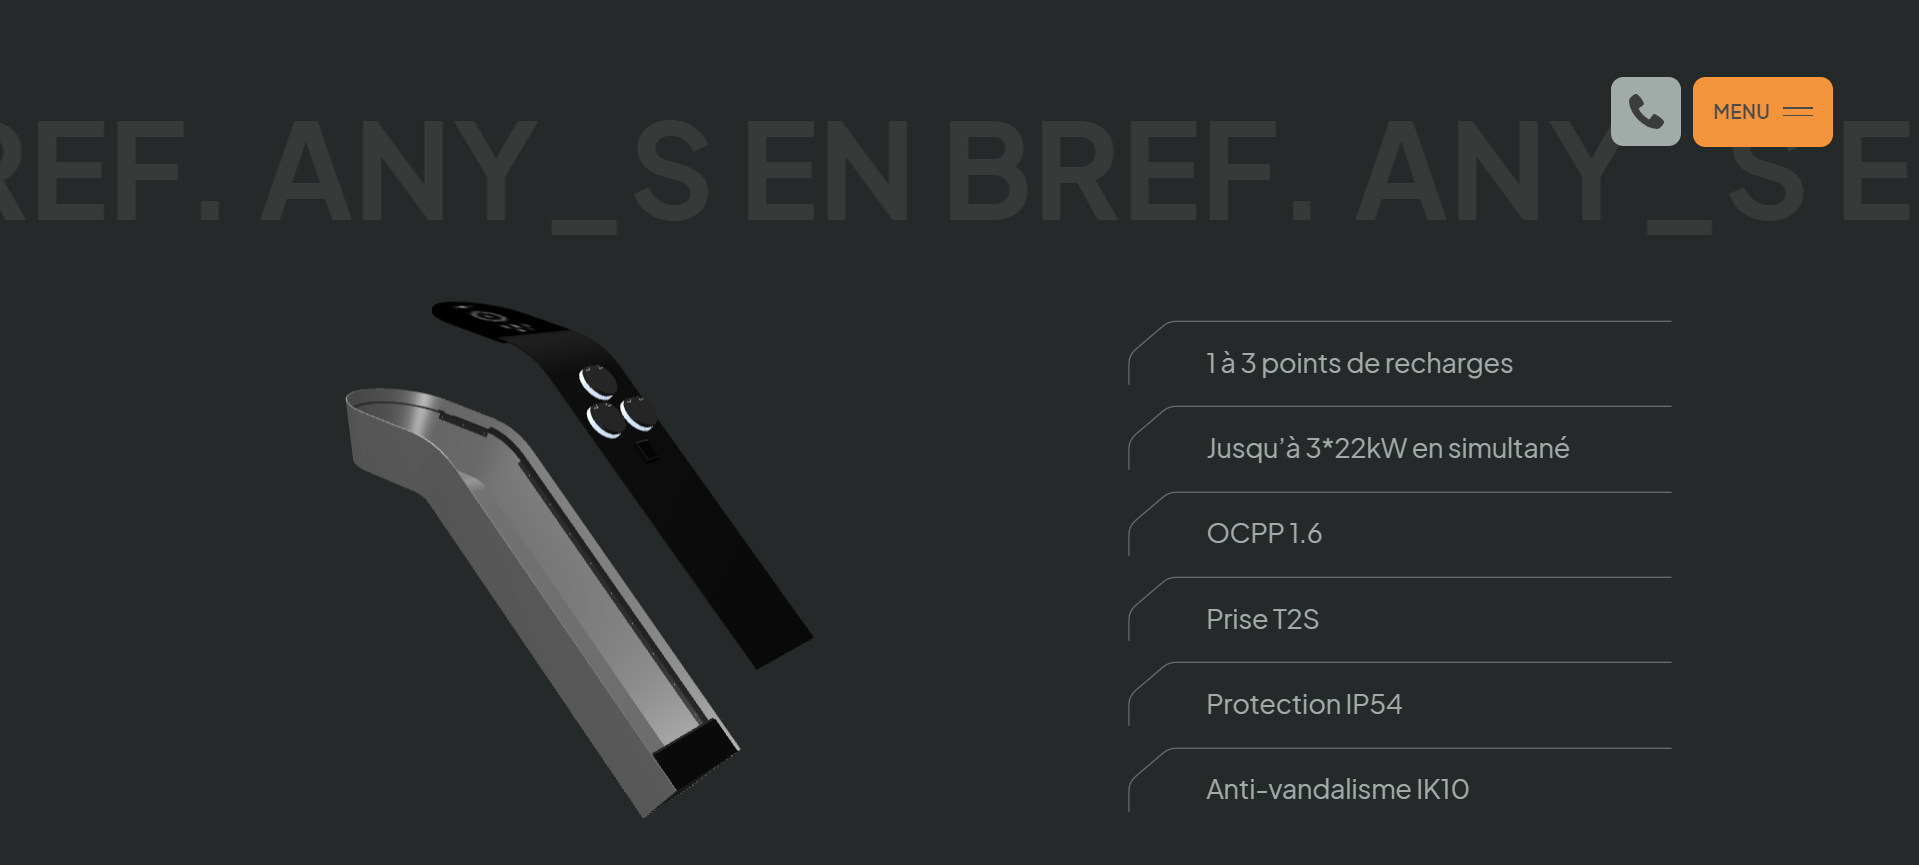 MENU
REF. ANY_S EN BREF. ANY_S E
1 à 3 points de recharges
Jusqu’à 3*22kW en simultané
OCPP 1.6
Prise T2S
Protection IP54
Anti-vandalisme IK10